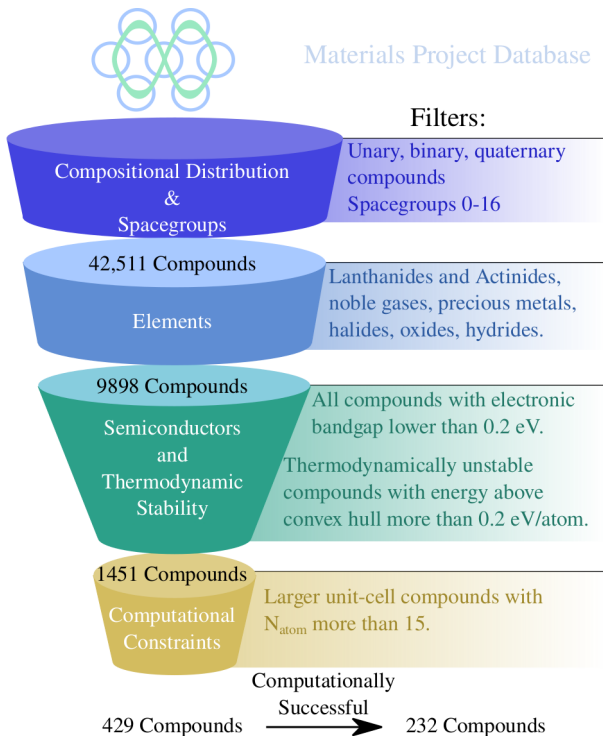 Materials Project Database
Filters:
Compositional Distribution
&
Spacegroups
Unary, binary, quaternary
compounds
Spacegroups 0-16
42,511 Compounds
Elements
Lanthanides and Actinides,
noble gases, precious metals,
halides, oxides, hydrides.
9898 Compounds
Semiconductors
and
Thermodynamic
Stability
All compounds with electronic
bandgap lower than 0.2 eV.
Thermodynamically unstable
compounds with energy above
convex hull more than 0.2 eV/atom.
1451 Compounds
Computational
Constraints
Larger unit-cell compounds with
N_atom more than 15.
Computationally
Successful
429 Compounds 232 Compounds